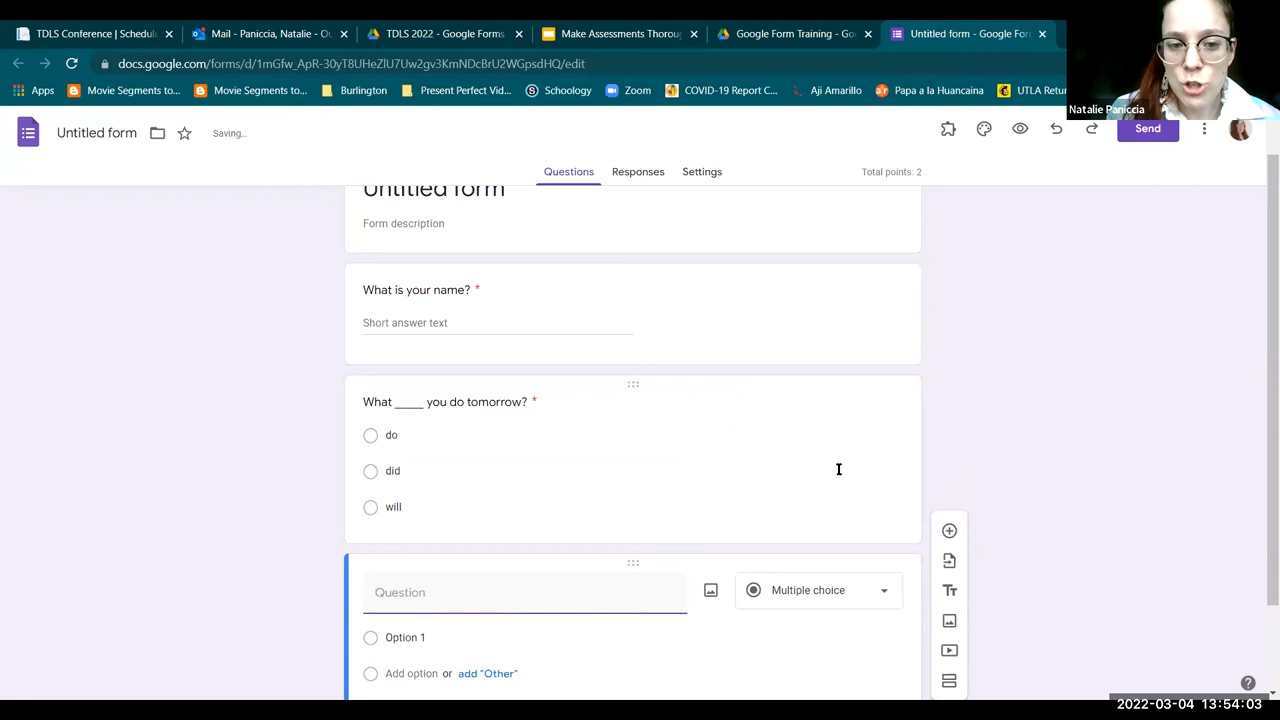 TDLS Conference | Schedul
Mail - Paniccia, Natalie - Ou
TDLS 2022 - Google Forms
Make Assessments Thoroug
Google Form Training - Goo
Untitled form - Google Form
docs.google.com/forms/d/1mGfw_ApR-30yT8UHeZlU7Uw2gv3KmNDcBrU2WGpsdHQ/edit
Apps
Movie Segments to...
Movie Segments to...
Burlington
Present Perfect Vid...
Schoology
Zoom
COVID-19 Report C...
Aji Amarillo
Papa a la Huancaina
UTLA Retur
Natalie Paniccia
Untitled form
Saving...
Send
Questions
Responses
Settings
Total points: 2
Untitled form
Form description
What is your name? *
Short answer text
What _____ you do tomorrow? *
do
did
will
Question
Multiple choice
Option 1
Add option or add "Other"
2022-03-04 13:54:03